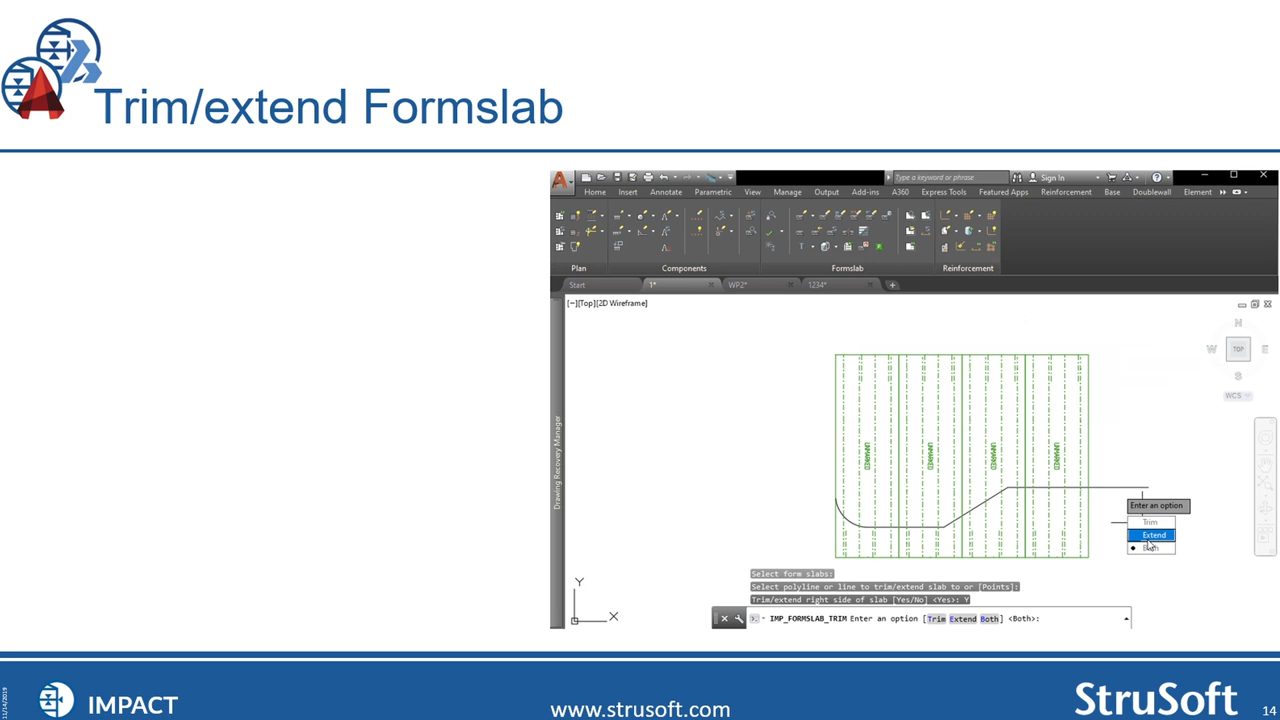 Trim/extend Formslab
Type a keyword or phrase
Sign In
Home Insert Annotate Parametric View Manage Output Add-ins A360 Express Tools Featured Apps Reinforcement Base Doublewall Element
Plan Components Formslab Reinforcement
Start 1* WP2* 1234*
[−][Top][2D Wireframe]
N
W TOP E
S
WCS
Drawing Recovery Manager
Enter an option
Trim
Extend
Select form slabs:
Select polyline or line to trim/extend slab to or [Points]:
Trim/extend right side of slab [Yes/No] <Yes>: Y
Y
X
IMP_FORMSLAB_TRIM Enter an option [Trim Extend Both] <Both>:
11/14/2019
IMPACT
www.strusoft.com
StruSoft
14